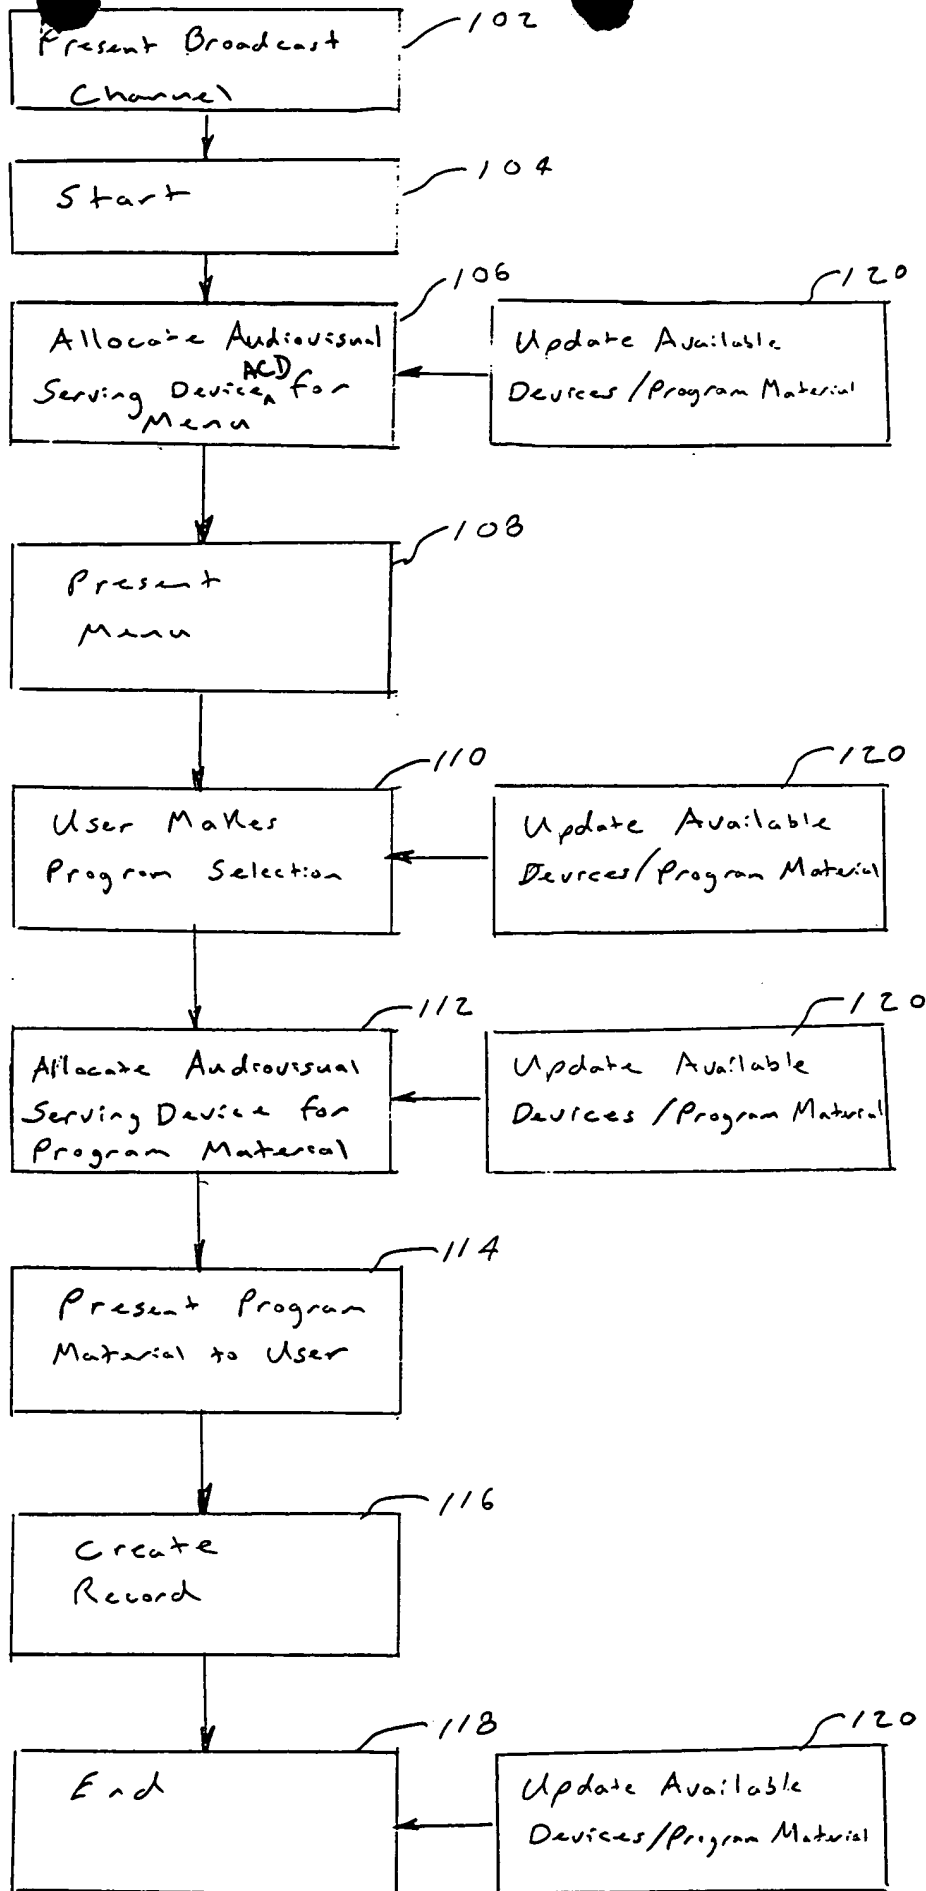 102
Present Broadcast
Channel
104
Start
106
120
Allocate Audiovisual
ACD
Serving Device^ for
Menu
Update Available
Devices/Program Material
108
Present
Menu
110
120
User Makes
Program Selection
Update Available
Devices/Program Material
112
120
Allocate Audiovisual
Serving Device for
Program Material
Update Available
Devices/Program Material
114
Present Program
Material to User
116
Create
Record
118
120
End
Update Available
Devices/Program Material